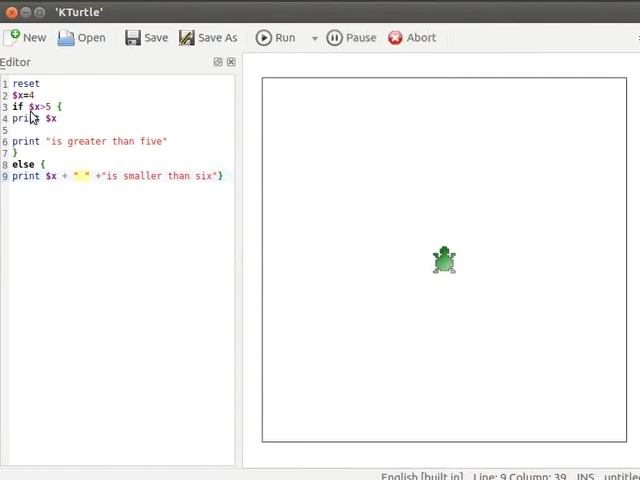 'KTurtle'
New Open Save Save As Run Pause Abort
Editor
1 reset
2 $x=4
3 if $x>5 {
4 print $x
5
6 print "is greater than five"
7 }
8 else {
9 print $x + " " +"is smaller than six"}
English [built in] Line: 9 Column: 39 INS untitled